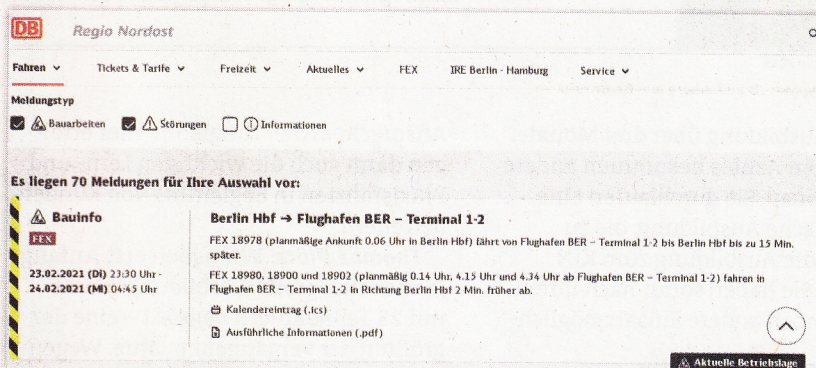 DB Regio Nordost
Fahren Tickets & Tarife Freizeit Aktuelles FEX IRE Berlin - Hamburg Service
Meldungstyp
Bauarbeiten Störungen Informationen
Es liegen 70 Meldungen für Ihre Auswahl vor:
Bauinfo
FEX
23.02.2021 (Di) 23:30 Uhr -
24.02.2021 (Mi) 04:45 Uhr
Berlin Hbf → Flughafen BER – Terminal 1-2
FEX 18978 (planmäßige Ankunft 0.06 Uhr in Berlin Hbf) fährt von Flughafen BER – Terminal 1-2 bis Berlin Hbf bis zu 15 Min.
später.
FEX 18980, 18900 und 18902 (planmäßig 0.14 Uhr, 4.15 Uhr und 4.34 Uhr ab Flughafen BER – Terminal 1-2) fahren in
Flughafen BER – Terminal 1-2 in Richtung Berlin Hbf 2 Min. früher ab.
Kalendereintrag (.ics)
Ausführliche Informationen (.pdf)
Aktuelle Betriebslage